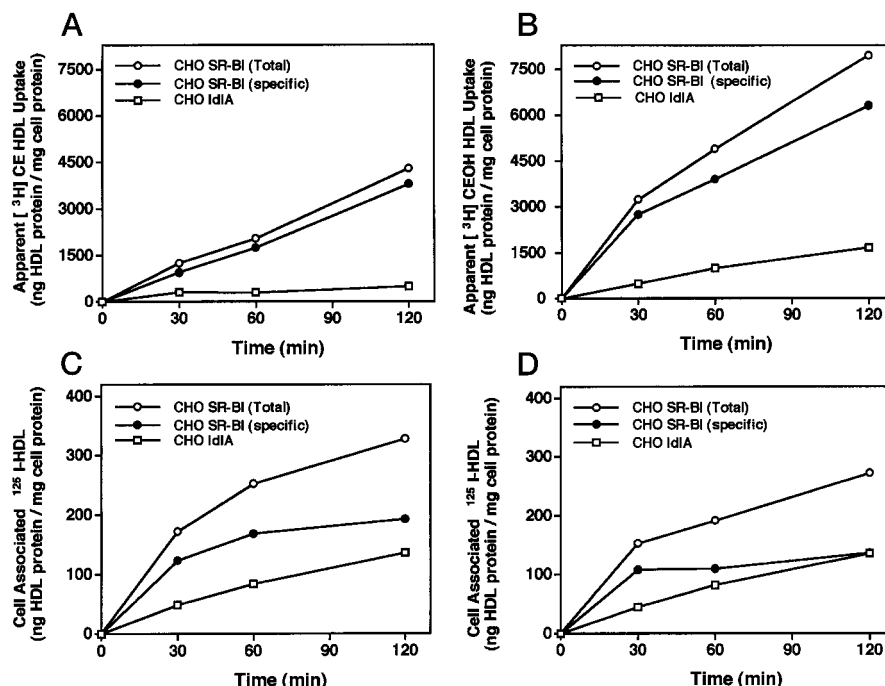 A
CHO SR-BI (Total)
CHO SR-BI (specific)
CHO ldlA
7500
6000
4500
3000
1500
0
0 30 60 90 120
Time (min)
Apparent [ ³H] CE HDL Uptake
(ng HDL protein / mg cell protein)
B
CHO SR-BI (Total)
CHO SR-BI (specific)
CHO ldlA
7500
6000
4500
3000
1500
0
0 30 60 90 120
Time (min)
Apparent [ ³H] CEOH HDL Uptake
(ng HDL protein / mg cell protein)
C
CHO SR-BI (Total)
CHO SR-BI (specific)
CHO ldlA
400
300
200
100
0
0 30 60 90 120
Time (min)
Cell Associated ¹²⁵ I-HDL
(ng HDL protein / mg cell protein)
D
CHO SR-BI (Total)
CHO SR-BI (specific)
CHO ldlA
400
300
200
100
0
0 30 60 90 120
Time (min)
Cell Associated ¹²⁵ I-HDL
(ng HDL protein / mg cell protein)